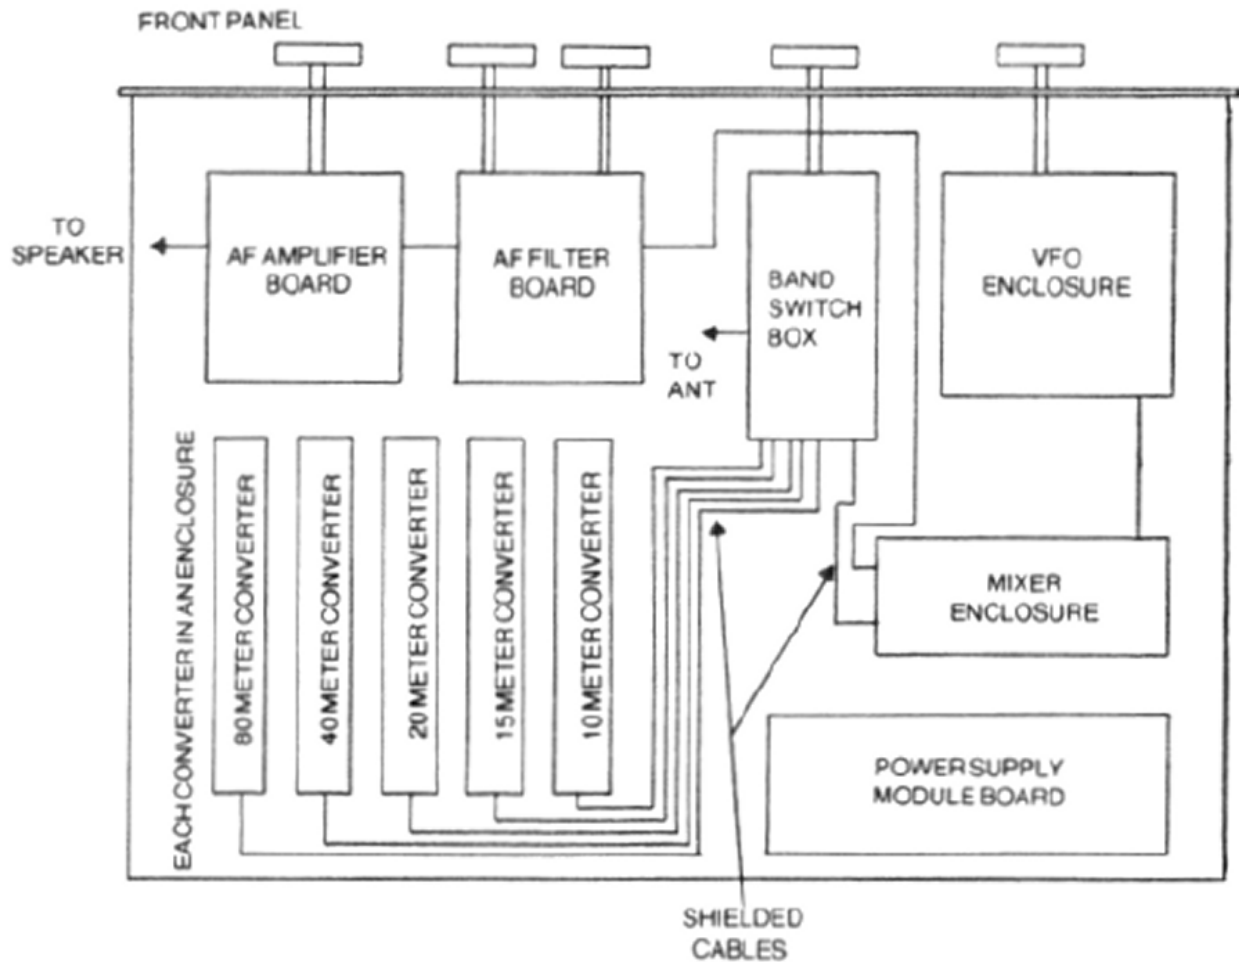 FRONT PANEL
TO
SPEAKER
AF AMPLIFIER
BOARD
AF FILTER
BOARD
BAND
SWITCH
BOX
TO
ANT
VFO
ENCLOSURE
EACH CONVERTER IN AN ENCLOSURE
80 METER CONVERTER
40 METER CONVERTER
20 METER CONVERTER
15 METER CONVERTER
10 METER CONVERTER
MIXER
ENCLOSURE
POWER SUPPLY
MODULE BOARD
SHIELDED
CABLES